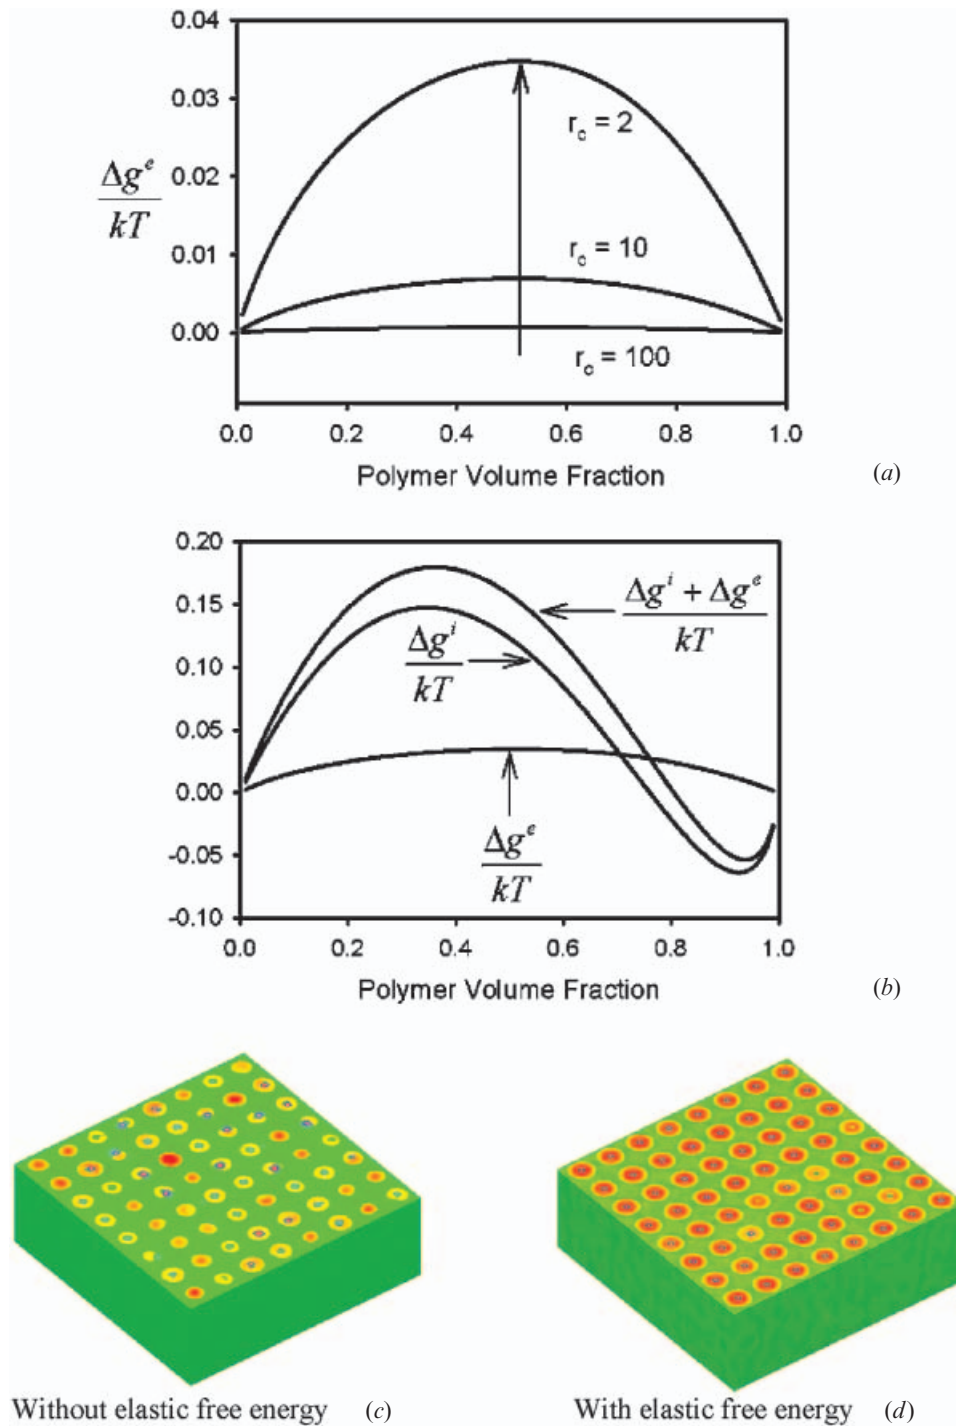 0.04
0.03
0.02
0.01
0.00
Δg^e
kT
r_c = 2
r_c = 10
r_c = 100
0.0 0.2 0.4 0.6 0.8 1.0
Polymer Volume Fraction
(a)
0.20
0.15
0.10
0.05
0.00
-0.05
-0.10
Δg^i + Δg^e
kT
Δg^i
kT
Δg^e
kT
0.0 0.2 0.4 0.6 0.8 1.0
Polymer Volume Fraction
(b)
Without elastic free energy (c)
With elastic free energy (d)